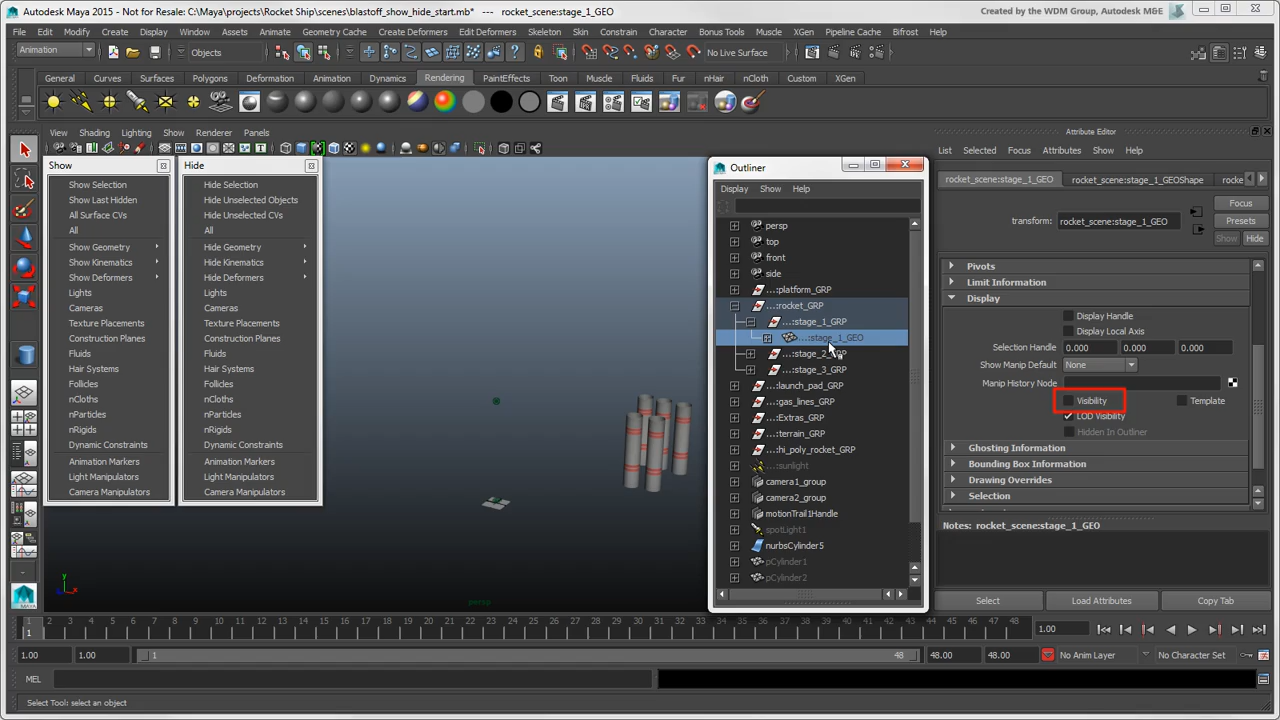 Autodesk Maya 2015 - Not for Resale: C:\Maya\projects\Rocket Ship\scenes\blastoff_show_hide_start.mb* --- rocket_scene:stage_1_GEO
Created by the WDM Group, Autodesk M&E
File Edit Modify Create Display Window Assets Animate Geometry Cache Create Deformers Edit Deformers Skeleton Skin Constrain Character Bonus Tools Muscle XGen Pipeline Cache Bifrost Help
Animation Objects No Live Surface
General Curves Surfaces Polygons Deformation Animation Dynamics Rendering PaintEffects Toon Muscle Fluids Fur nHair nCloth Custom XGen
View Shading Lighting Show Renderer Panels
Show
Show Selection
Show Last Hidden
All Surface CVs
All
Show Geometry
Show Kinematics
Show Deformers
Lights
Cameras
Texture Placements
Construction Planes
Fluids
Hair Systems
Follicles
nCloths
nParticles
nRigids
Dynamic Constraints
Animation Markers
Light Manipulators
Camera Manipulators
Hide
Hide Selection
Hide Unselected Objects
Hide Unselected CVs
All
Hide Geometry
Hide Kinematics
Hide Deformers
Lights
Cameras
Texture Placements
Construction Planes
Fluids
Hair Systems
Follicles
nCloths
nParticles
nRigids
Dynamic Constraints
Animation Markers
Light Manipulators
Camera Manipulators
y
x
persp
MAYA
Outliner
Display Show Help
persp
top
front
side
...:platform_GRP
...:rocket_GRP
...:stage_1_GRP
...:stage_1_GEO
...:stage_2_GRP
...:stage_3_GRP
...:launch_pad_GRP
...:gas_lines_GRP
...:Extras_GRP
...:terrain_GRP
...:hi_poly_rocket_GRP
...:sunlight
camera1_group
camera2_group
motionTrail1Handle
spotLight1
nurbsCylinder5
pCylinder1
pCylinder2
Attribute Editor
List Selected Focus Attributes Show Help
rocket_scene:stage_1_GEO rocket_scene:stage_1_GEOShape rocke
Focus
transform: rocket_scene:stage_1_GEO Presets
Show Hide
Pivots
Limit Information
Display
Display Handle
Display Local Axis
Selection Handle 0.000 0.000 0.000
Show Manip Default None
Manip History Node
Visibility Template
LOD Visibility
Hidden In Outliner
Ghosting Information
Bounding Box Information
Drawing Overrides
Selection
Notes: rocket_scene:stage_1_GEO
Select Load Attributes Copy Tab
1 2 3 4 5 6 7 8 9 10 11 12 13 14 15 16 17 18 19 20 21 22 23 24 25 26 27 28 29 30 31 32 33 34 35 36 37 38 39 40 41 42 43 44 45 46 47 48
1 1.00
1.00 1.00 1 48 48.00 48.00 No Anim Layer No Character Set
MEL
Select Tool: select an object